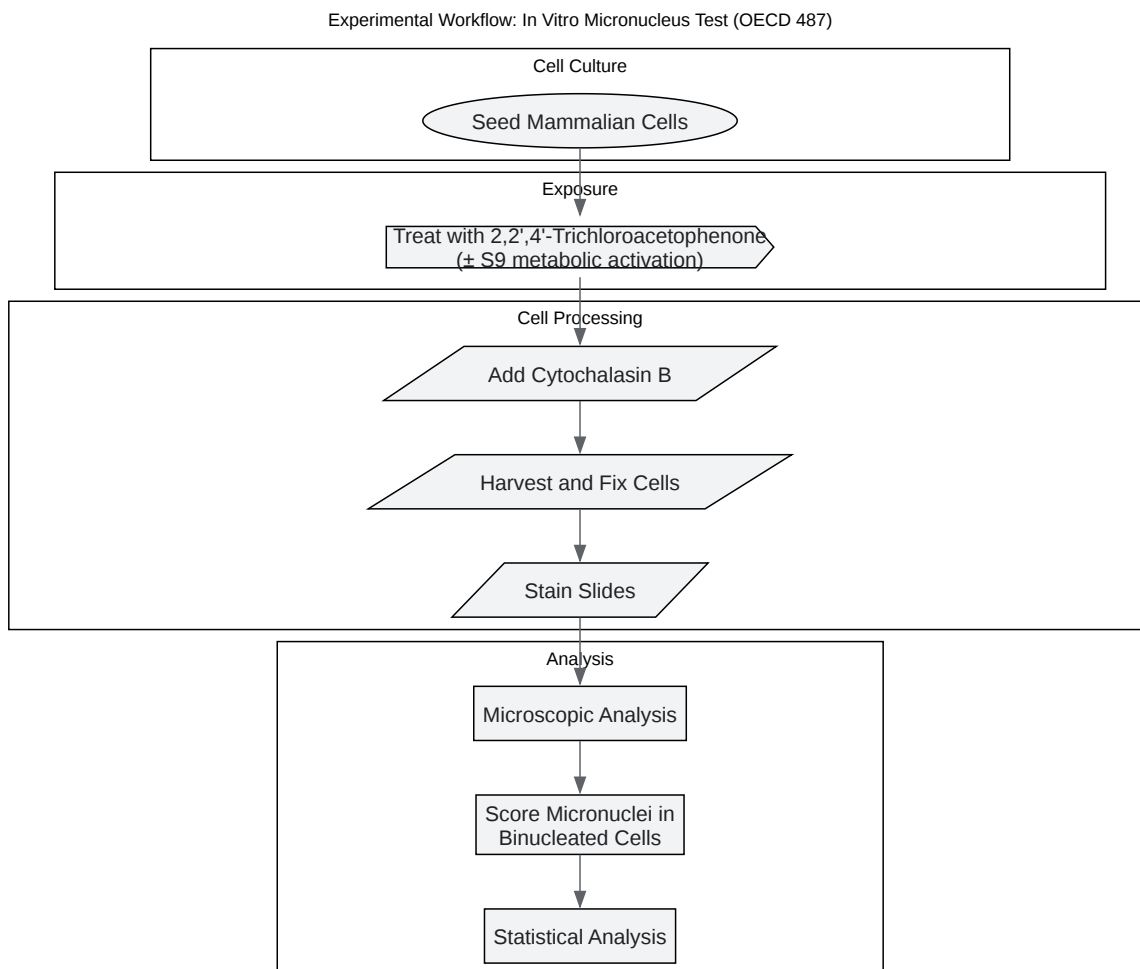 Experimental Workflow: In Vitro Micronucleus Test (OECD 487)
Cell Culture
Seed Mammalian Cells
Exposure
Treat with 2,2',4'-Trichloroacetophenone
(± S9 metabolic activation)
Cell Processing
Add Cytochalasin B
Harvest and Fix Cells
Stain Slides
Analysis
Microscopic Analysis
Score Micronuclei in
Binucleated Cells
Statistical Analysis